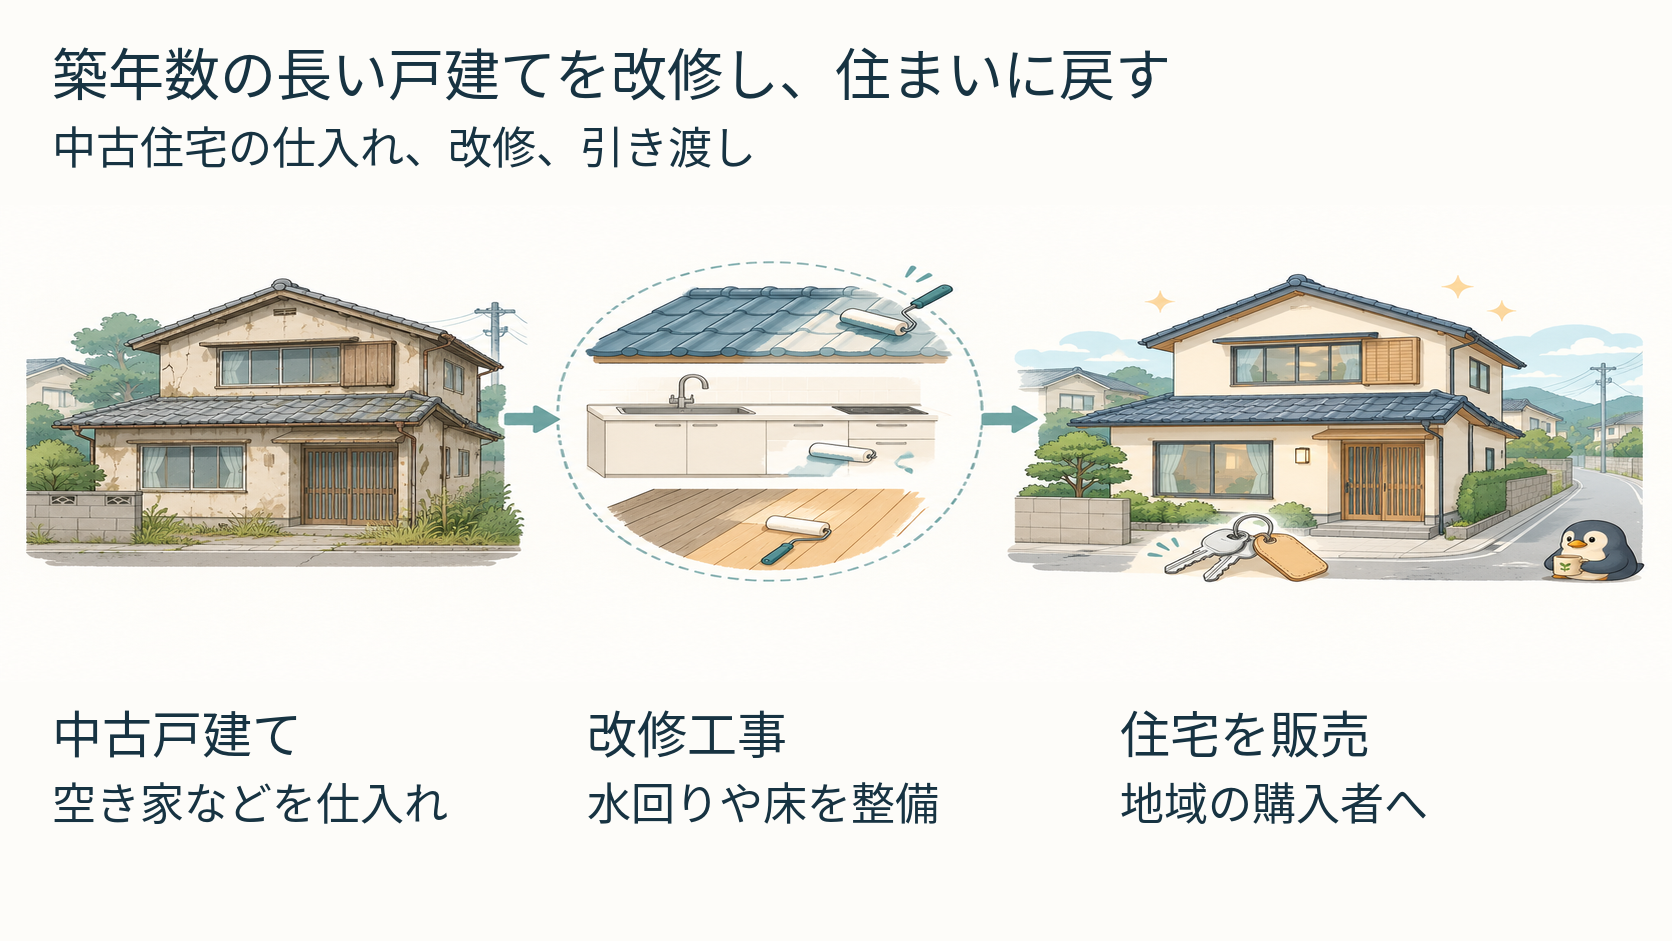 築年数の長い戸建てを改修し、住まいに戻す
中古住宅の仕入れ、改修、引き渡し
中古戸建て
空き家などを仕入れ
改修工事
水回りや床を整備
住宅を販売
地域の購入者へ